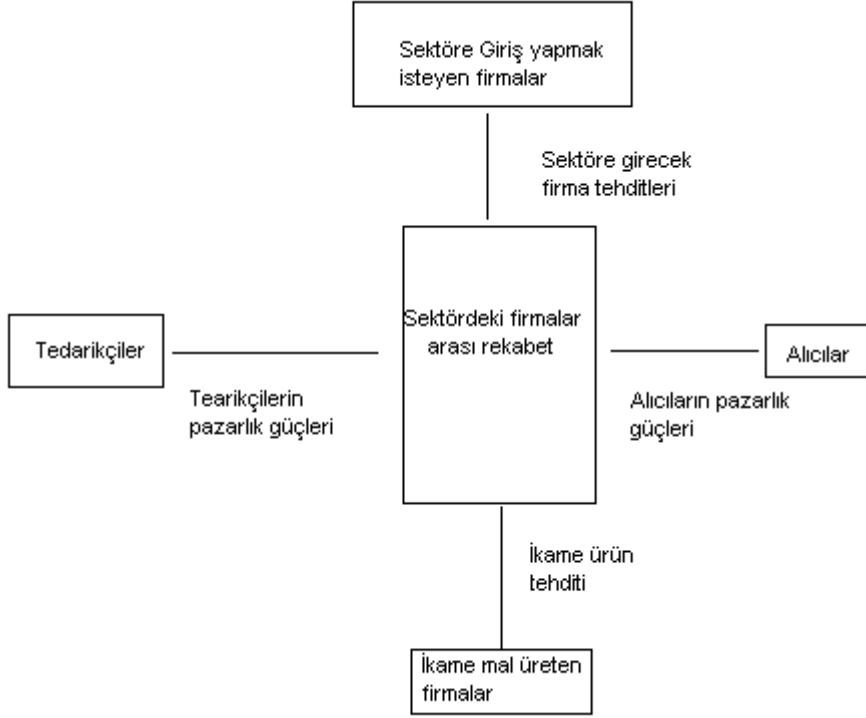 Sektöre Giriş yapmak
isteyen firmalar
Sektöre girecek
firma tehditleri
Sektördeki firmalar
arası rekabet
Tedarikçiler
Alıcılar
Tearikçilerin
pazarlık güçleri
Alıcıların pazarlık
güçleri
İkame ürün
tehditi
İkame mal üreten
firmalar